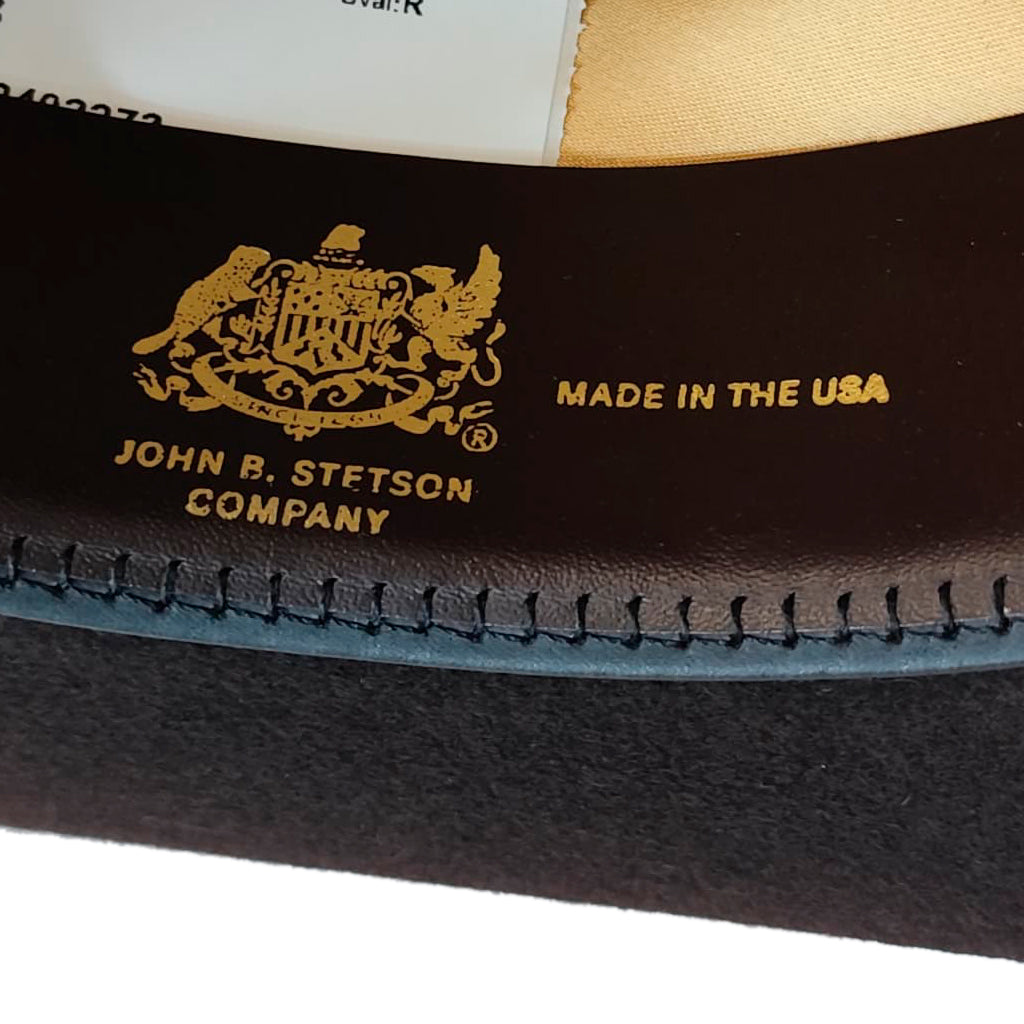 Oval:R
MADE IN THE USA
®
JOHN B. STETSON
COMPANY